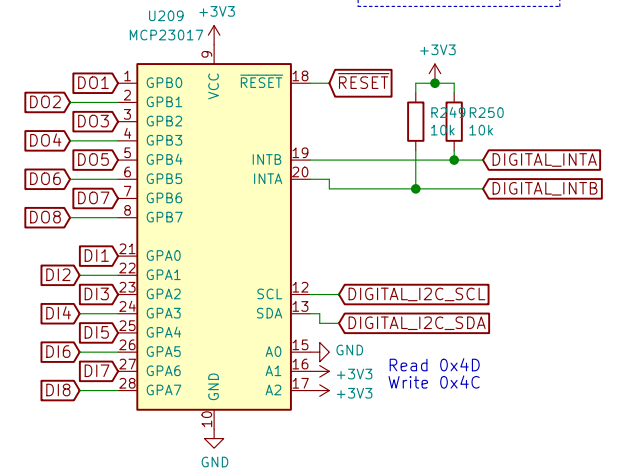 U209
+3V3
MCP23017
9
VCC
+3V3
DO1 1 GPB0
RESET 18 RESET
DO2 2 GPB1
DO3 3 GPB2
R249 R250
DO4 4 GPB3
10k 10k
DO5 5 GPB4
INTB 19 DIGITAL_INTA
DO6 6 GPB5
INTA 20 DIGITAL_INTB
DO7 7 GPB6
DO8 8 GPB7
DI1 21 GPA0
DI2 22 GPA1
DI3 23 GPA2
SCL 12 DIGITAL_I2C_SCL
DI4 24 GPA3
SDA 13 DIGITAL_I2C_SDA
DI5 25 GPA4
DI6 26 GPA5
A0 15 GND
DI7 27 GPA6
A1 16 +3V3
DI8 28 GPA7
A2 17 +3V3
Read 0x4D
Write 0x4C
GND
10
GND